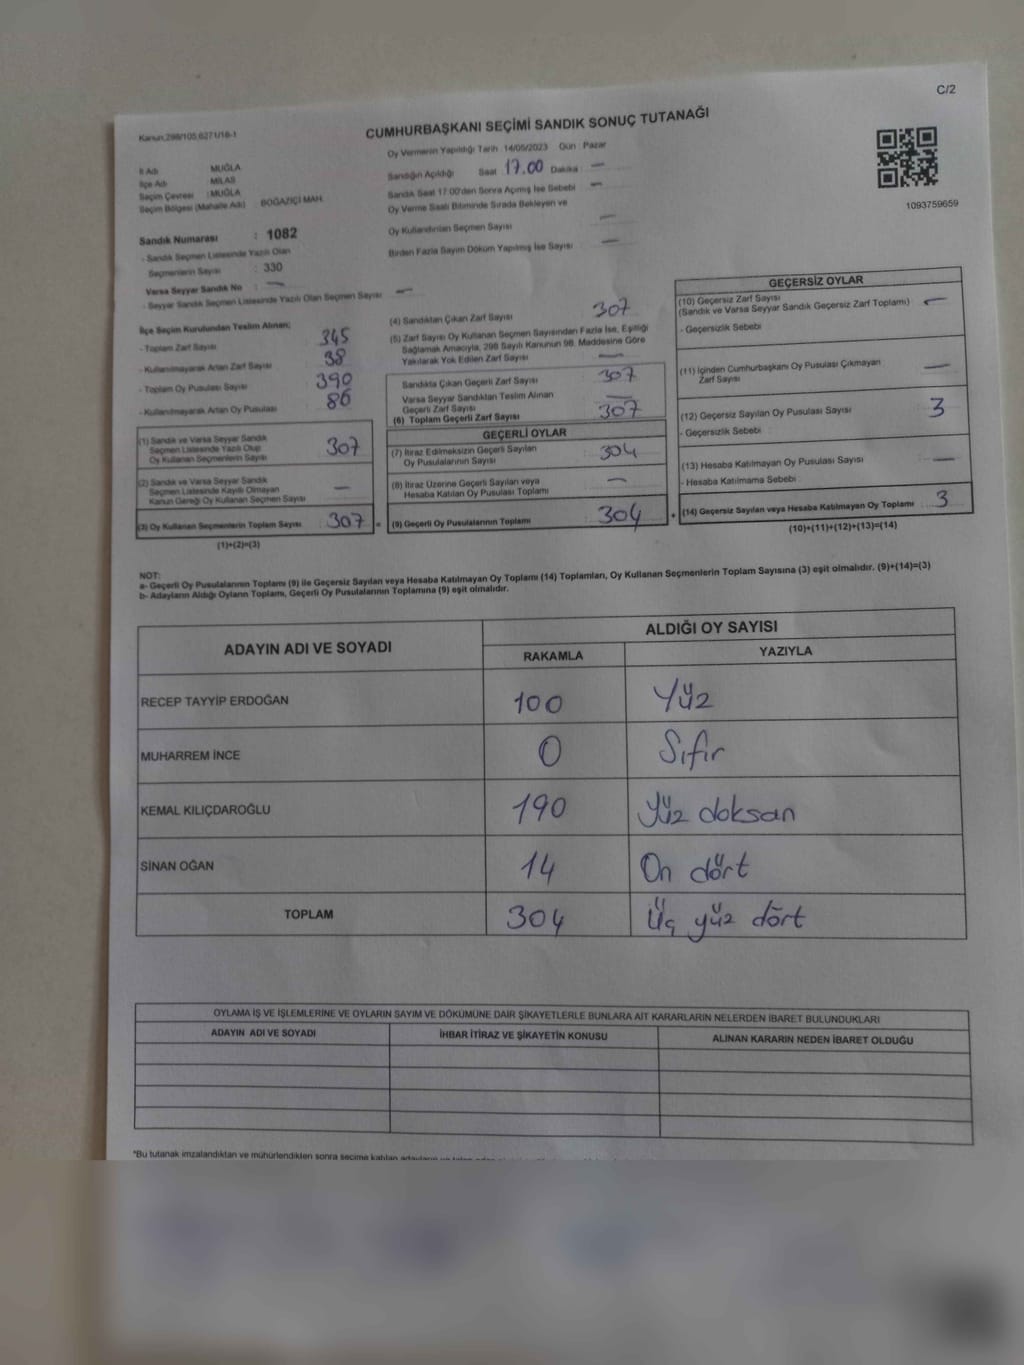 C/2
Kanun:298/105,6271/16-1
CUMHURBAŞKANI SEÇİMİ SANDIK SONUÇ TUTANAĞI
İl Adı MUĞLA
İlçe Adı MİLAS
Seçim Çevresi : MUĞLA
Seçim Bölgesi (Mahalle Adı) : BOĞAZİÇİ MAH.
Oy Vermenin Yapıldığı Tarih 14/05/2023 Gün Pazar
Sandığın Açıldığı Saat 17.00 Dakika —
Sandık Saat 17:00'den Sonra Açılmış İse Sebebi —
Oy Verme Saati Bitiminde Sırada Bekleyen ve
Oy Kullandırılan Seçmen Sayısı —
Birden Fazla Sayım Döküm Yapılmış İse Sayısı —
1093759659
Sandık Numarası : 1082
- Sandık Seçmen Listesinde Yazılı Olan
Seçmenlerin Sayısı : 330
Varsa Seyyar Sandık No : —
- Seyyar Sandık Seçmen Listesinde Yazılı Olan Seçmen Sayısı —
İlçe Seçim Kurulundan Teslim Alınan;
- Toplam Zarf Sayısı 345
- Kullanılmayarak Artan Zarf Sayısı 38
- Toplam Oy Pusulası Sayısı 390
- Kullanılmayarak Artan Oy Pusulası 86
(1) Sandık ve Varsa Seyyar Sandık
Seçmen Listesinde Yazılı Olup
Oy Kullanan Seçmenlerin Sayısı 307
(2) Sandık ve Varsa Seyyar Sandık
Seçmen Listesinde Kayıtlı Olmayan
Kanun Gereği Oy Kullanan Seçmen Sayısı —
(3) Oy Kullanan Seçmenlerin Toplam Sayısı 307 =
(1)+(2)=(3)
(4) Sandıktan Çıkan Zarf Sayısı 307
(5) Zarf Sayısı Oy Kullanan Seçmen Sayısından Fazla İse, Eşitliği
Sağlamak Amacıyla, 298 Sayılı Kanunun 98. Maddesine Göre
Yakılarak Yok Edilen Zarf Sayısı —
Sandıkta Çıkan Geçerli Zarf Sayısı 307
Varsa Seyyar Sandıktan Teslim Alınan
Geçerli Zarf Sayısı —
(6) Toplam Geçerli Zarf Sayısı 307
GEÇERLİ OYLAR
(7) İtiraz Edilmeksizin Geçerli Sayılan
Oy Pusulalarının Sayısı 304
(8) İtiraz Üzerine Geçerli Sayılan veya
Hesaba Katılan Oy Pusulası Toplamı —
(9) Geçerli Oy Pusulalarının Toplamı 304 +
GEÇERSİZ OYLAR
(10) Geçersiz Zarf Sayısı
(Sandık ve Varsa Seyyar Sandık Geçersiz Zarf Toplamı) —
- Geçersizlik Sebebi
(11) İçinden Cumhurbaşkanı Oy Pusulası Çıkmayan
Zarf Sayısı —
(12) Geçersiz Sayılan Oy Pusulası Sayısı 3
- Geçersizlik Sebebi :
(13) Hesaba Katılmayan Oy Pusulası Sayısı —
- Hesaba Katılmama Sebebi :
(14) Geçersiz Sayılan veya Hesaba Katılmayan Oy Toplamı 3
(10)+(11)+(12)+(13)=(14)
NOT:
a- Geçerli Oy Pusulalarının Toplamı (9) ile Geçersiz Sayılan veya Hesaba Katılmayan Oy Toplamı (14) Toplamları, Oy Kullanan Seçmenlerin Toplam Sayısına (3) eşit olmalıdır. (9)+(14)=(3)
b- Adayların Aldığı Oyların Toplamı, Geçerli Oy Pusulalarının Toplamına (9) eşit olmalıdır.
ADAYIN ADI VE SOYADI ALDIĞI OY SAYISI
RAKAMLA YAZIYLA
RECEP TAYYİP ERDOĞAN 100 Yüz
MUHARREM İNCE 0 Sıfır
KEMAL KILIÇDAROĞLU 190 Yüz doksan
SİNAN OĞAN 14 On dört
TOPLAM 304 Üç yüz dört
OYLAMA İŞ VE İŞLEMLERİNE VE OYLARIN SAYIM VE DÖKÜMÜNE DAİR ŞİKAYETLERLE BUNLARA AİT KARARLARIN NELERDEN İBARET BULUNDUKLARI
ADAYIN ADI VE SOYADI İHBAR İTİRAZ VE ŞİKAYETİN KONUSU ALINAN KARARIN NEDEN İBARET OLDUĞU
*Bu tutanak imzalandıktan ve mühürlendikten sonra seçime katılan